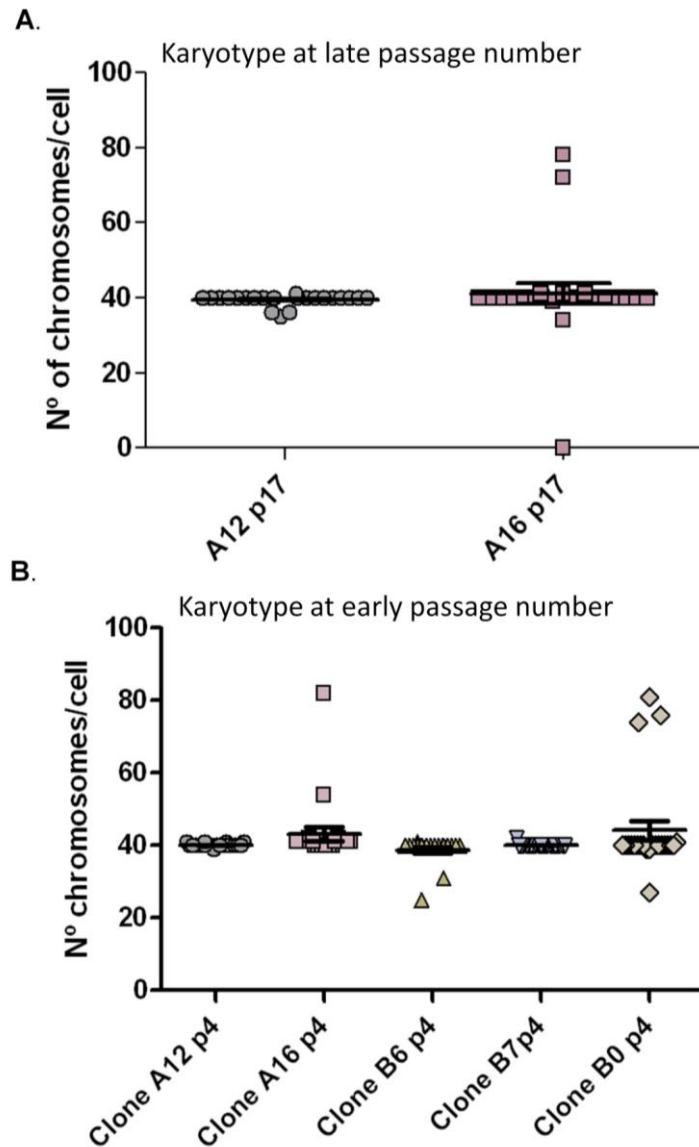 A.
Karyotype at late passage number
Nº of chromosomes/cell
100
80
60
40
20
0
A12 p17
A16 p17
B.
Karyotype at early passage number
Nº chromosomes/cell
100
80
60
40
20
0
Clone A12 p4
Clone A16 p4
Clone B6 p4
Clone B7p4
Clone B0 p4